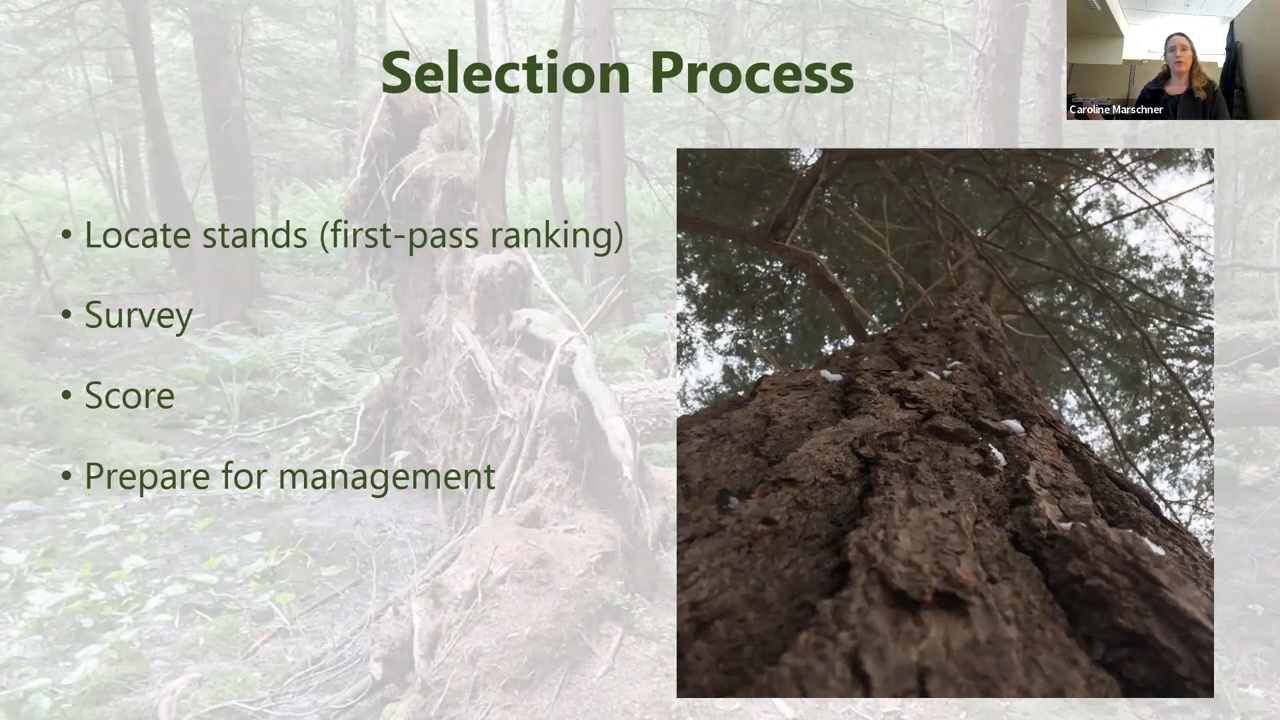 Selection Process
Caroline Marschner
• Locate stands (first-pass ranking)
• Survey
• Score
• Prepare for management